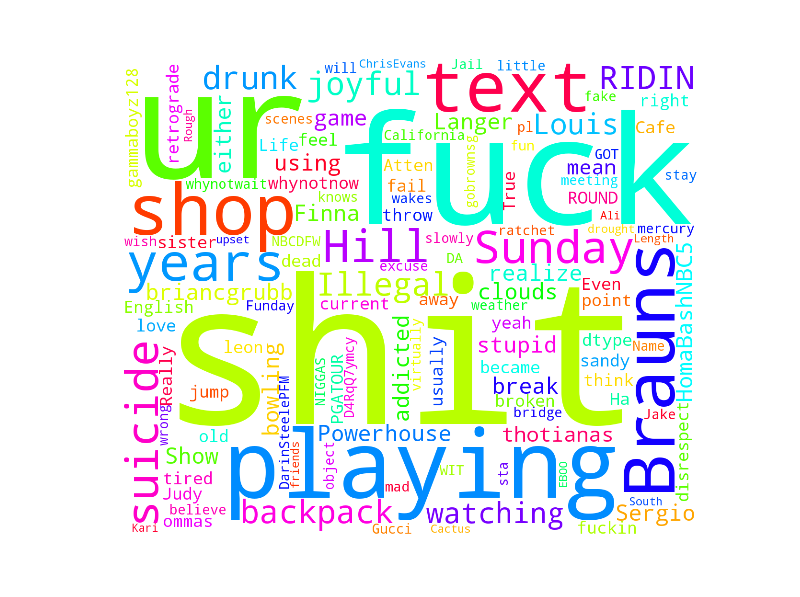 ChrisEvans
Jail
little
will
retrograde
Rough
gammaboyz128
drunk
joyful
text
RIDIN
fake
right
ur
fuck
scenes
either
game
California
Langer
pl
Louis
Cafe
Life
feel
gobrownsg
fun
GOT
using
Atten
mean
stay
whynotwait
whynotnow
fail
True
meeting
shop
knows
wakes
ROUND
Finna
throw
Ali
mercury
wish
sister
upset
NBCDFW
Hill
slowly
ratchet
drought
Length
Sunday
years
dead
excuse
DA
realize
Illegal
weather
clouds
Even
briancgrubb
current
away
point
English
Funday
shit
Brauns
HomaBashNBC5
love
addicted
virtually
yeah
became
dtype
suicide
Really
leon
bowling
NIGGAS
PGATOUR
D4RqQ7ymcy
usually
stupid
Name
sandy
think
jump
break
broken
Ha
wrong
DarinSteelePFM
bridge
Jake
old
playing
Powerhouse
thotianas
disrespect
Show
friends
object
WIT
sta
EBOO
tired
mad
Judy
South
believe
backpack
watching
Sergio
ommas
fuckin
Kari
Gucci
Cactus